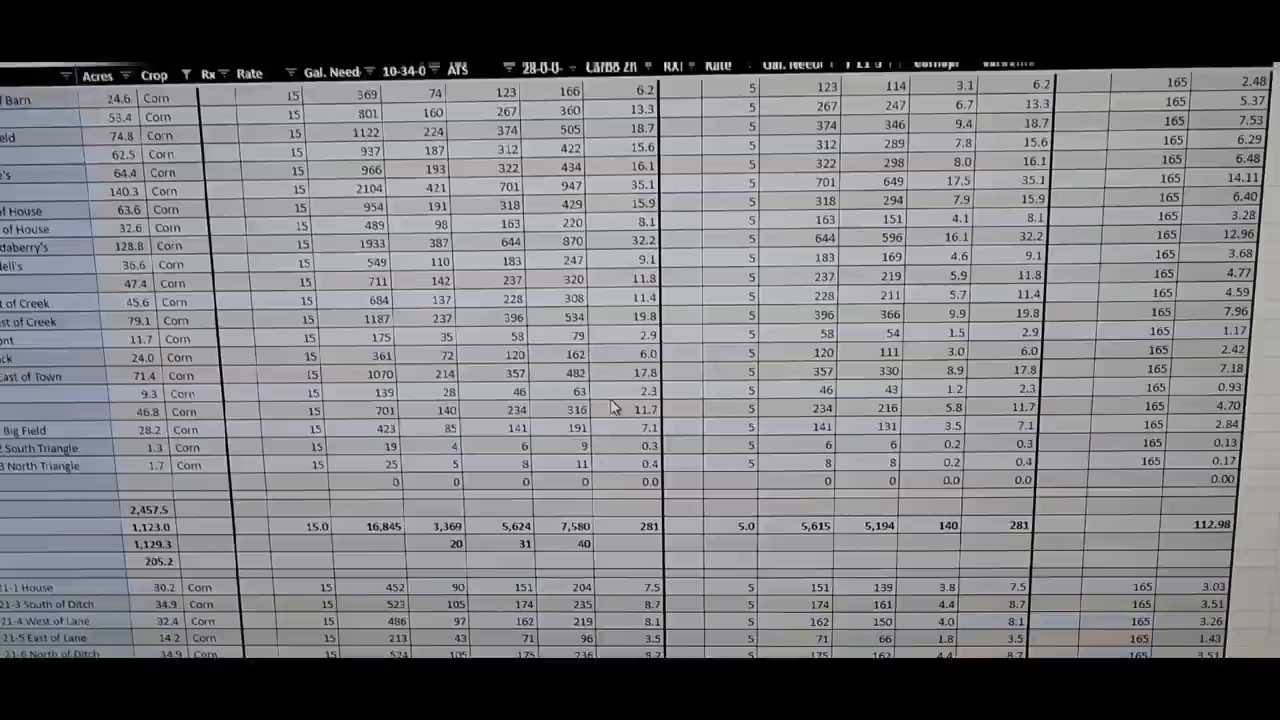 Acres Crop Rx Rate Gal. Need 10-34-0 ATS 28-0-0-
Barn 24.6 Corn 15 369 74 123 166 6.2 5 123 114 3.1 6.2 165 2.48
53.4 Corn 15 801 160 267 360 13.3 5 267 247 6.7 13.3 165 5.37
eld 74.8 Corn 15 1122 224 374 505 18.7 5 374 346 9.4 18.7 165 7.53
62.5 Corn 15 937 187 312 422 15.6 5 312 289 7.8 15.6 165 6.29
's 64.4 Corn 15 966 193 322 434 16.1 5 322 298 8.0 16.1 165 6.48
140.3 Corn 15 2104 421 701 947 35.1 5 701 649 17.5 35.1 165 14.11
of House 63.6 Corn 15 954 191 318 429 15.9 5 318 294 7.9 15.9 165 6.40
of House 32.6 Corn 15 489 98 163 220 8.1 5 163 151 4.1 8.1 165 3.28
daberry's 128.8 Corn 15 1933 387 644 870 32.2 5 644 596 16.1 32.2 165 12.96
dell's 36.6 Corn 15 549 110 183 247 9.1 5 183 169 4.6 9.1 165 3.68
47.4 Corn 15 711 142 237 320 11.8 5 237 219 5.9 11.8 165 4.77
t of Creek 45.6 Corn 15 684 137 228 308 11.4 5 228 211 5.7 11.4 165 4.59
st of Creek 79.1 Corn 15 1187 237 396 534 19.8 5 396 366 9.9 19.8 165 7.96
ont 11.7 Corn 15 175 35 58 79 2.9 5 58 54 1.5 2.9 165 1.17
ck 24.0 Corn 15 361 72 120 162 6.0 5 120 111 3.0 6.0 165 2.42
East of Town 71.4 Corn 15 1070 214 357 482 17.8 5 357 330 8.9 17.8 165 7.18
9.3 Corn 15 139 28 46 63 2.3 5 46 43 1.2 2.3 165 0.93
46.8 Corn 15 701 140 234 316 11.7 5 234 216 5.8 11.7 165 4.70
Big Field 28.2 Corn 15 423 85 141 191 7.1 5 141 131 3.5 7.1 165 2.84
2 South Triangle 1.3 Corn 15 19 4 6 9 0.3 5 6 6 0.2 0.3 165 0.13
3 North Triangle 1.7 Corn 15 25 5 8 11 0.4 5 8 8 0.2 0.4 165 0.17
0 0 0 0 0.0 0 0 0.0 0.0 0.00
2,457.5
1,123.0 15.0 16,845 3,369 5,624 7,580 281 5.0 5,615 5,194 140 281 112.98
1,129.3 20 31 40
205.2
21-1 House 30.2 Corn 15 452 90 151 204 7.5 5 151 139 3.8 7.5 165 3.03
21-3 South of Ditch 34.9 Corn 15 523 105 174 235 8.7 5 174 161 4.4 8.7 165 3.51
21-4 West of Lane 32.4 Corn 15 486 97 162 219 8.1 5 162 150 4.0 8.1 165 3.26
21-5 East of Lane 14.2 Corn 15 213 43 71 96 3.5 5 71 66 1.8 3.5 165 1.43
21-6 North of Ditch 34.9 Corn 15 524 105 175 236 8.7 5 175 162 4.4 8.7 165 3.51